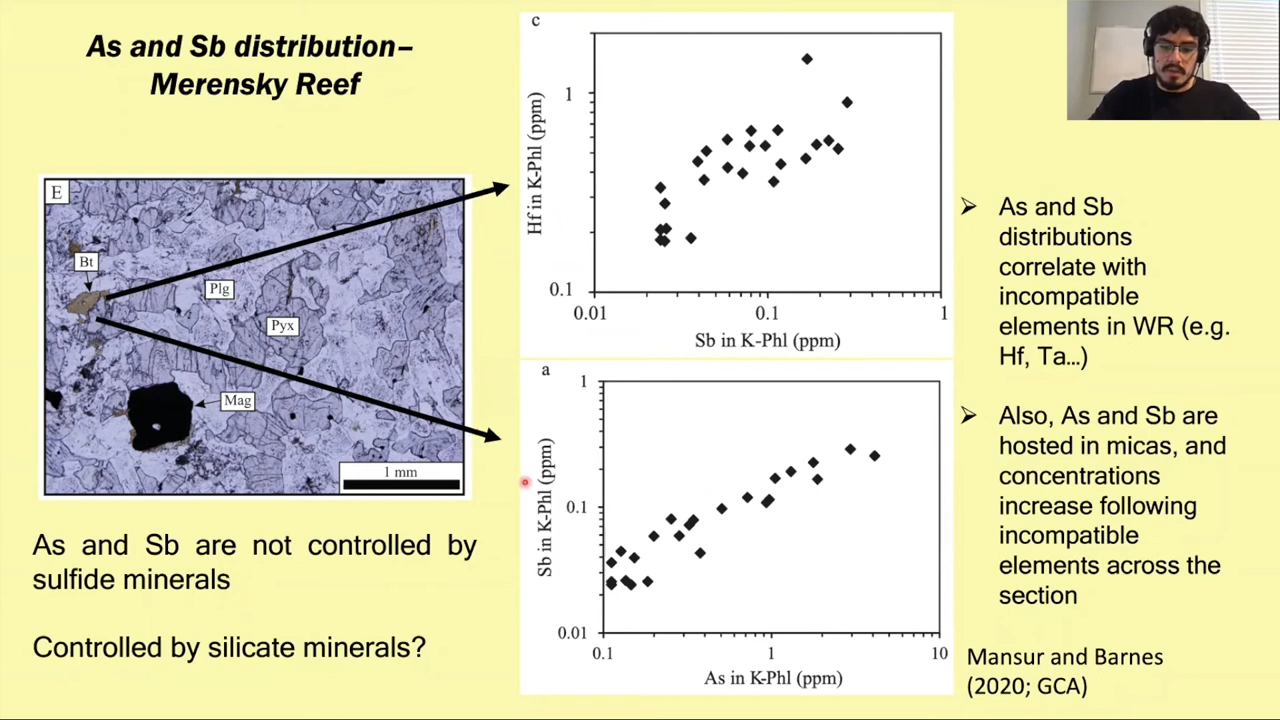 As and Sb distribution–
Merensky Reef
E
Bt
Plg
Pyx
Mag
1 mm
As and Sb are not controlled by
sulfide minerals
Controlled by silicate minerals?
c
Hf in K-Phl (ppm)
1
0.1
0.01
0.1
1
Sb in K-Phl (ppm)
a
Sb in K-Phl (ppm)
1
0.1
0.01
0.1
1
10
As in K-Phl (ppm)
➢ As and Sb
distributions
correlate with
incompatible
elements in WR (e.g.
Hf, Ta…)
➢ Also, As and Sb are
hosted in micas, and
concentrations
increase following
incompatible
elements across the
section
Mansur and Barnes
(2020; GCA)